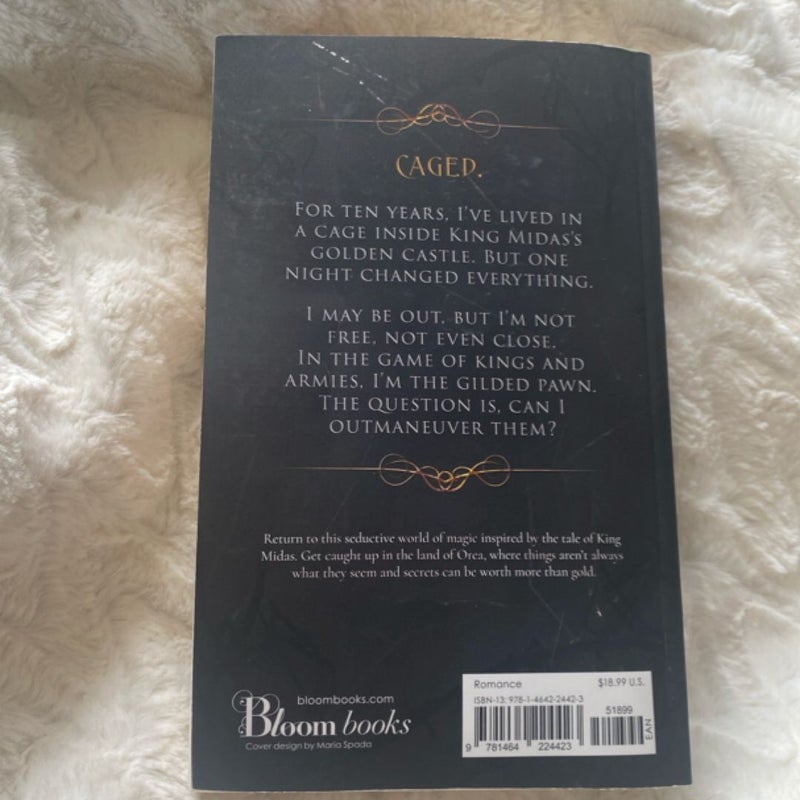 CAGED.
FOR TEN YEARS, I'VE LIVED IN
A CAGE INSIDE KING MIDAS'S
GOLDEN CASTLE. BUT ONE
NIGHT CHANGED EVERYTHING.
I MAY BE OUT, BUT I'M NOT
FREE, NOT EVEN CLOSE.
IN THE GAME OF KINGS AND
ARMIES, I'M THE GILDED PAWN.
THE QUESTION IS, CAN I
OUTMANEUVER THEM?
Return to this seductive world of magic inspired by the tale of King
Midas. Get caught up in the land of Orea, where things aren't always
what they seem and secrets can be worth more than gold.
bloombooks.com
Bloom books
Cover design by Maria Spada
Romance $18.99 U.S.
ISBN-13: 978-1-4642-2442-3
51899
9 781464 224423
EAN